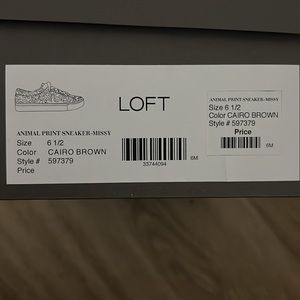 LOFT
ANIMAL PRINT SNEAKER-MISSY
Size 6 1/2
Color CAIRO BROWN
Style # 597379
Price
33744094
6M
ANIMAL PRINT SNEAKER-MISSY
Size 6 1/2
Color CAIRO BROWN
Style # 597379
Price
6M